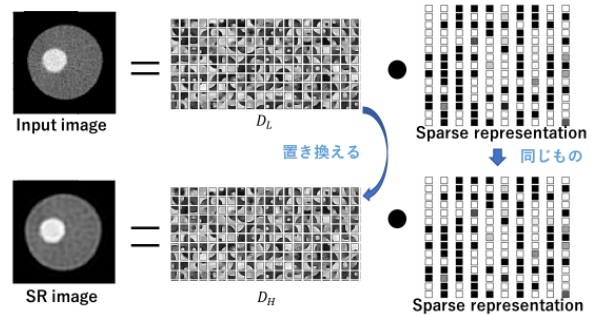 Input image
D_L
Sparse representation
置き換える
同じもの
SR image
D_H
Sparse representation